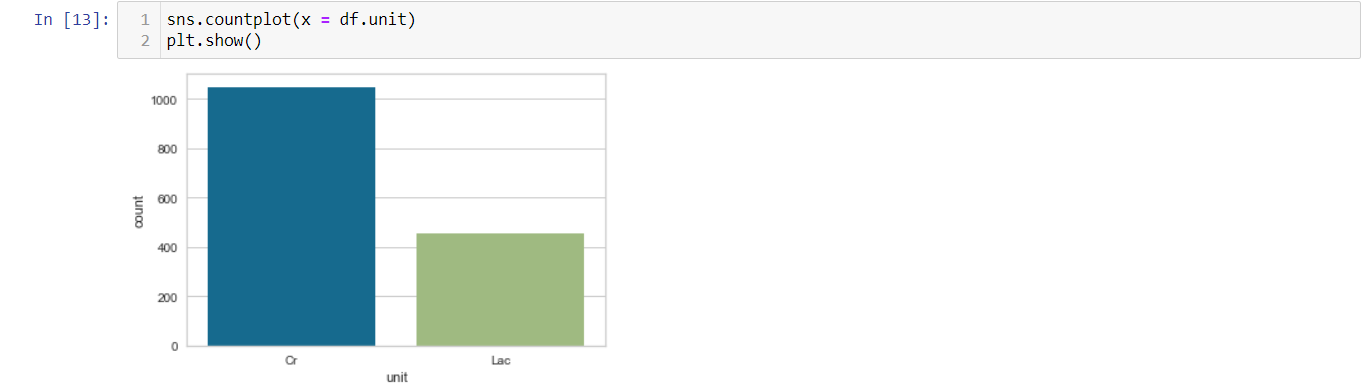 In [13]:
1 sns.countplot(x = df.unit)
2 plt.show()
1000
800
600
400
200
0
count
Cr Lac
unit